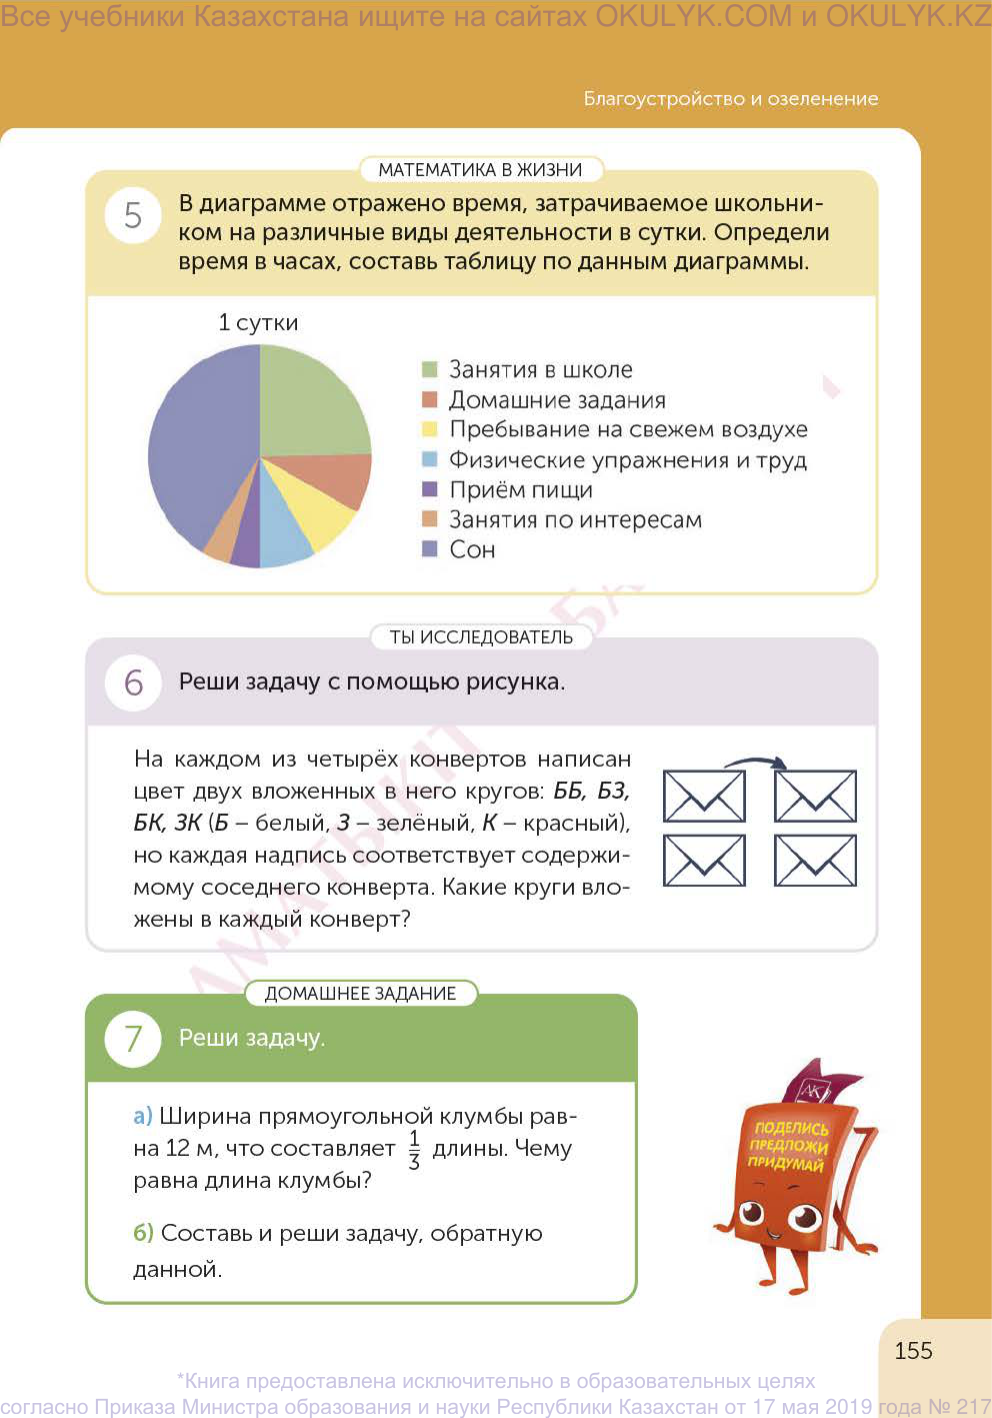 Все учебники Казахстана ищите на сайтах OKULYK.COM и OKULYK.KZ
Благоустройство и озеленение
МАТЕМАТИКА В ЖИЗНИ
5
В диаграмме отражено время, затрачиваемое школьни-
ком на различные виды деятельности в сутки. Определи
время в часах, составь таблицу по данным диаграммы.
1 сутки
Занятия в школе
Домашние задания
Пребывание на свежем воздухе
Физические упражнения и труд
Приём пищи
Занятия по интересам
Сон
ТЫ ИССЛЕДОВАТЕЛЬ
6
Реши задачу с помощью рисунка.
На каждом из четырёх конвертов написан
цвет двух вложенных в него кругов: ББ, БЗ,
БК, ЗК (Б – белый, З – зелёный, К – красный),
но каждая надпись соответствует содержи-
мому соседнего конверта. Какие круги вло-
жены в каждый конверт?
ДОМАШНЕЕ ЗАДАНИЕ
7
Реши задачу.
а) Ширина прямоугольной клумбы рав-
на 12 м, что составляет 1/3 длины. Чему
равна длина клумбы?
б) Составь и реши задачу, обратную
данной.
АК
ПОДЕЛИСЬ
ПРЕДЛОЖИ
ПРИДУМАЙ
155
*Книга предоставлена исключительно в образовательных целях
согласно Приказа Министра образования и науки Республики Казахстан от 17 мая 2019 года № 217